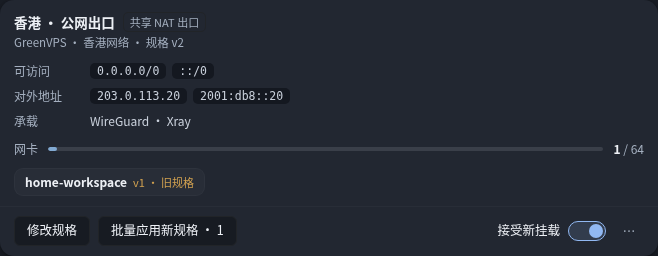 香港 · 公网出口 共享 NAT 出口
GreenVPS · 香港网络 · 规格 v2
可访问 0.0.0.0/0 ::/0
对外地址 203.0.113.20 2001:db8::20
承载 WireGuard · Xray
网卡 1 / 64
home-workspace v1 · 旧规格
修改规格 批量应用新规格 · 1 接受新挂载 ···